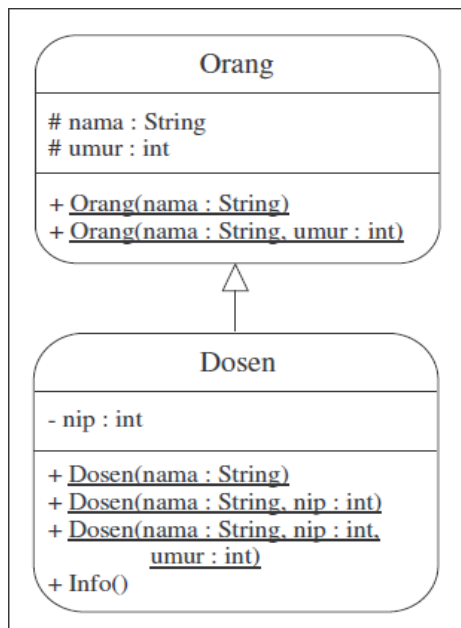 Orang
# nama : String
# umur : int
+ Orang(nama : String)
+ Orang(nama : String, umur : int)
Dosen
- nip : int
+ Dosen(nama : String)
+ Dosen(nama : String, nip : int)
+ Dosen(nama : String, nip : int,
umur : int)
+ Info()